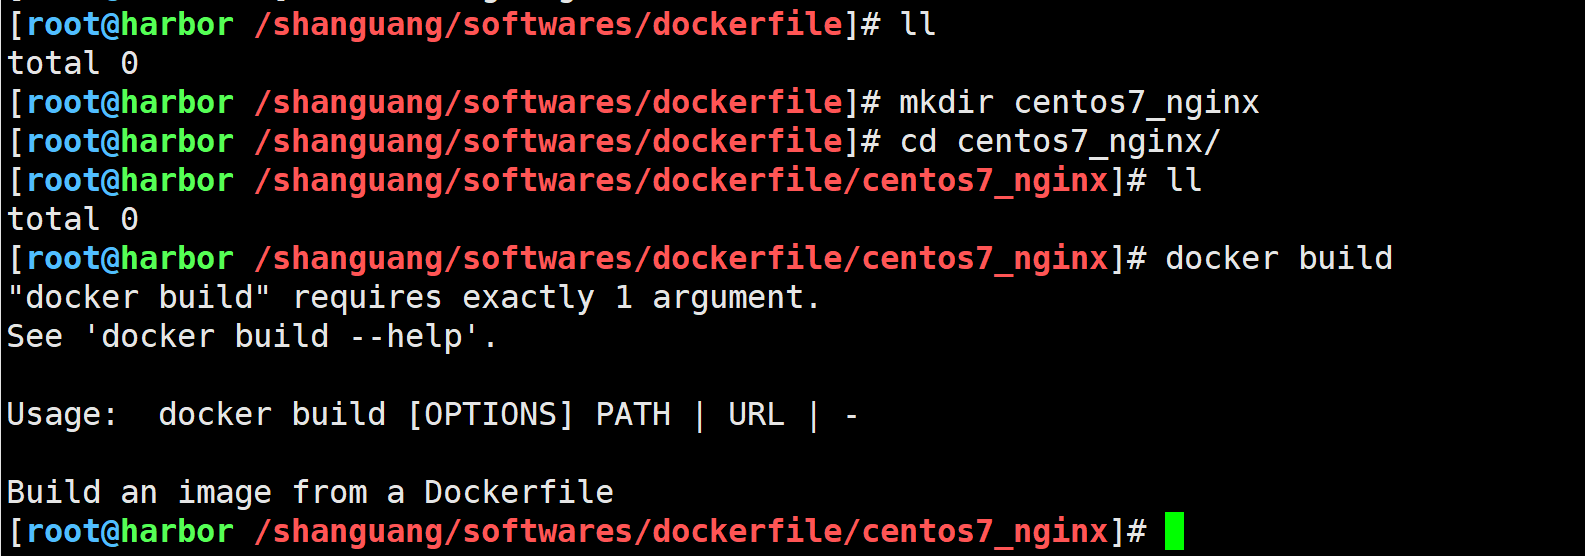 [root@harbor /shanguang/softwares/dockerfile]# ll
total 0
[root@harbor /shanguang/softwares/dockerfile]# mkdir centos7_nginx
[root@harbor /shanguang/softwares/dockerfile]# cd centos7_nginx/
[root@harbor /shanguang/softwares/dockerfile/centos7_nginx]# ll
total 0
[root@harbor /shanguang/softwares/dockerfile/centos7_nginx]# docker build
"docker build" requires exactly 1 argument.
See 'docker build --help'.
Usage:  docker build [OPTIONS] PATH | URL | -
Build an image from a Dockerfile
[root@harbor /shanguang/softwares/dockerfile/centos7_nginx]#